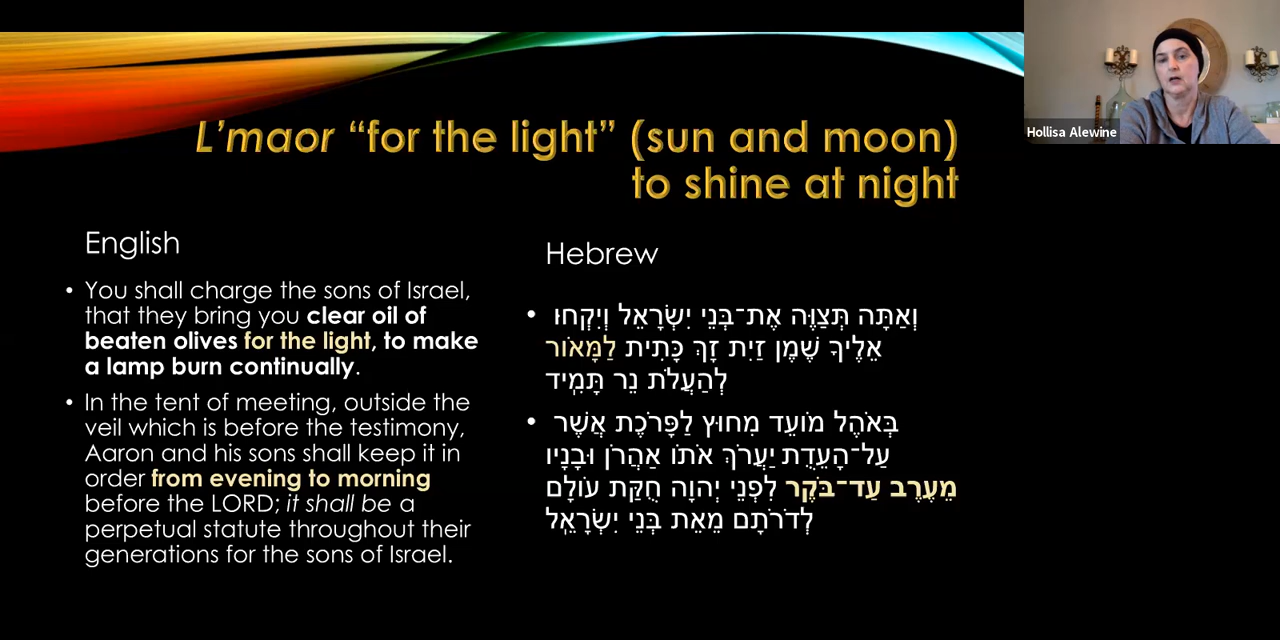 L’maor “for the light” (sun and moon)
to shine at night
Hollisa Alewine
English
• You shall charge the sons of Israel,
that they bring you clear oil of
beaten olives for the light, to make
a lamp burn continually.
• In the tent of meeting, outside the
veil which is before the testimony,
Aaron and his sons shall keep it in
order from evening to morning
before the LORD; it shall be a
perpetual statute throughout their
generations for the sons of Israel.
Hebrew
• וְאַתָּה תְּצַוֶּה אֶת־בְּנֵי יִשְׂרָאֵל וְיִקְחוּ
אֵלֶיךָ שֶׁמֶן זַיִת זָךְ כָּתִית לַמָּאוֹר
לְהַעֲלֹת נֵר תָּמִֽיד
• בְּאֹהֶל מוֹעֵד מִחוּץ לַפָּרֹכֶת אֲשֶׁר
עַל־הָעֵדֻת יַעֲרֹךְ אֹתוֹ אַהֲרֹן וּבָנָיו
מֵעֶרֶב עַד־בֹּקֶר לִפְנֵי יְהוָה חֻקַּת עוֹלָם
לְדֹרֹתָם מֵאֵת בְּנֵי יִשְׂרָאֵֽל